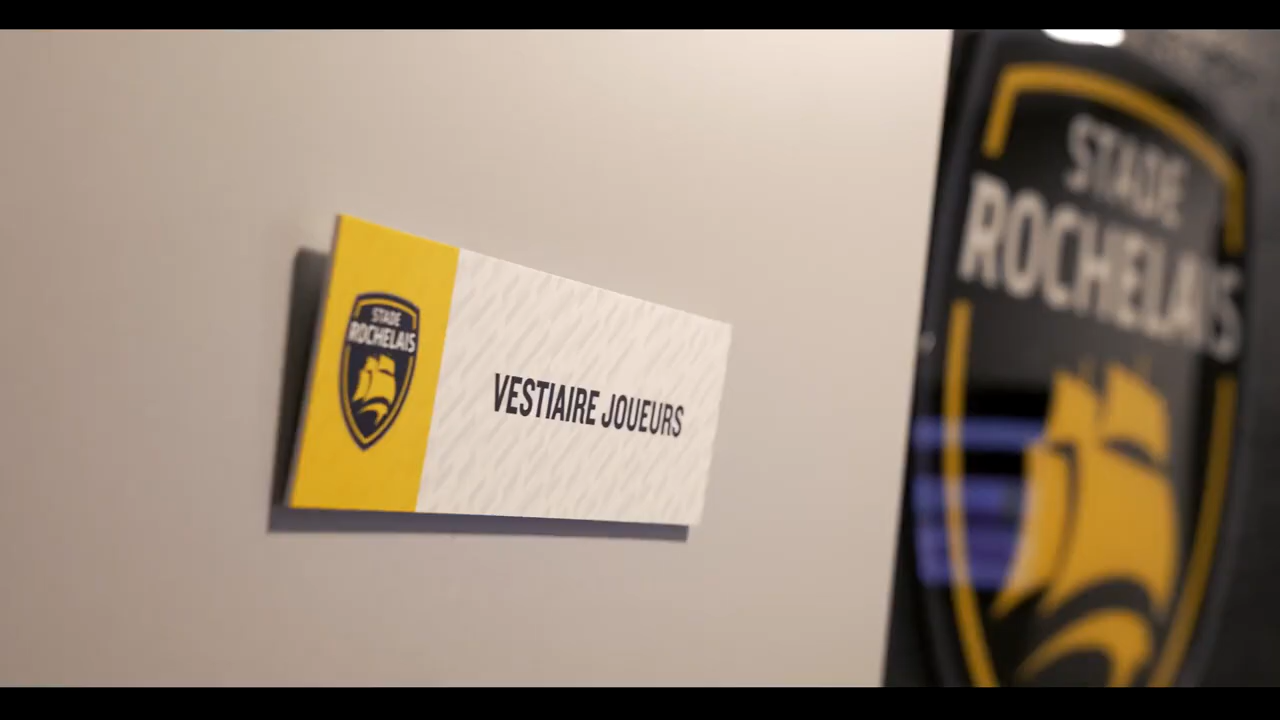 STADE
ROCHELAIS
VESTIAIRE JOUEURS
STADE
ROCHELAIS